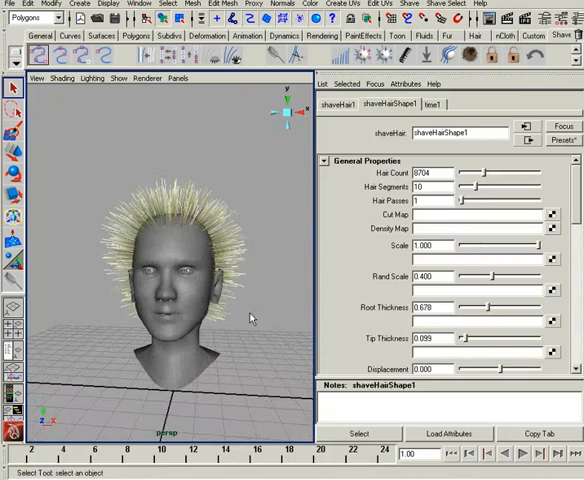 File Edit Modify Create Display Window Select Mesh Edit Mesh Proxy Normals Color Create UVs Edit UVs Shave Shave Select Help
Polygons
General Curves Surfaces Polygons Subdivs Deformation Animation Dynamics Rendering PaintEffects Toon Fluids Fur Hair nCloth Custom Shave
View Shading Lighting Show Renderer Panels
List Selected Focus Attributes Help
shaveHair1 shaveHairShape1 time1
shaveHair: shaveHairShape1 Focus
Presets*
General Properties
Hair Count 8704
Hair Segments 10
Hair Passes 1
Cut Map
Density Map
Scale 1.000
Rand Scale 0.400
Root Thickness 0.678
Tip Thickness 0.099
Displacement 0.000
Notes: shaveHairShape1
Select Load Attributes Copy Tab
y
x
y
z x
persp
2 4 6 8 10 12 14 16 18 20 22 24 1.00
Select Tool: select an object